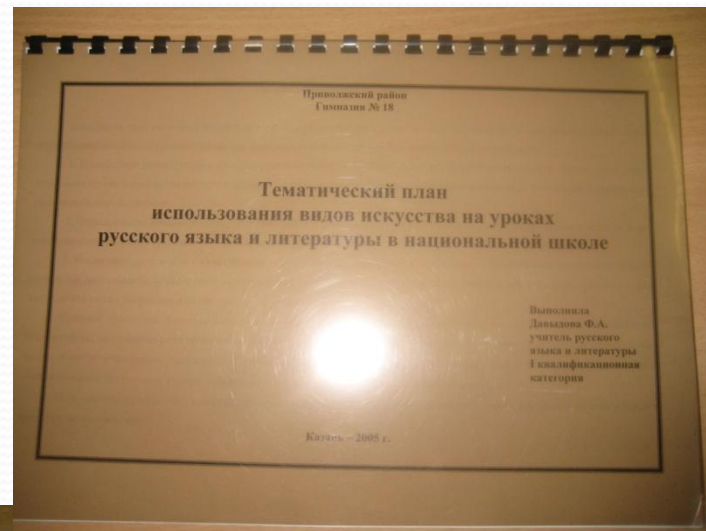 Приволжский район
Гимназия № 18
Тематический план
использования видов искусства на уроках
русского языка и литературы в национальной школе
Выполнила
Давыдова Ф.А.
учитель русского
языка и литературы
I квалификационная
категория
Казань – 2005 г.